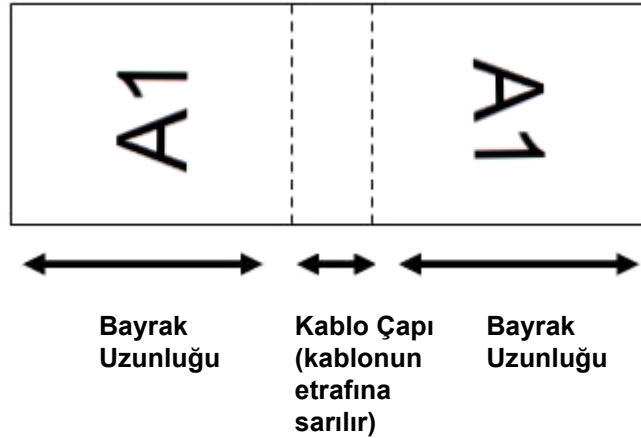 A1
A1
Bayrak
Uzunluğu
Kablo Çapı
(kablonun
etrafına
sarılır)
Bayrak
Uzunluğu